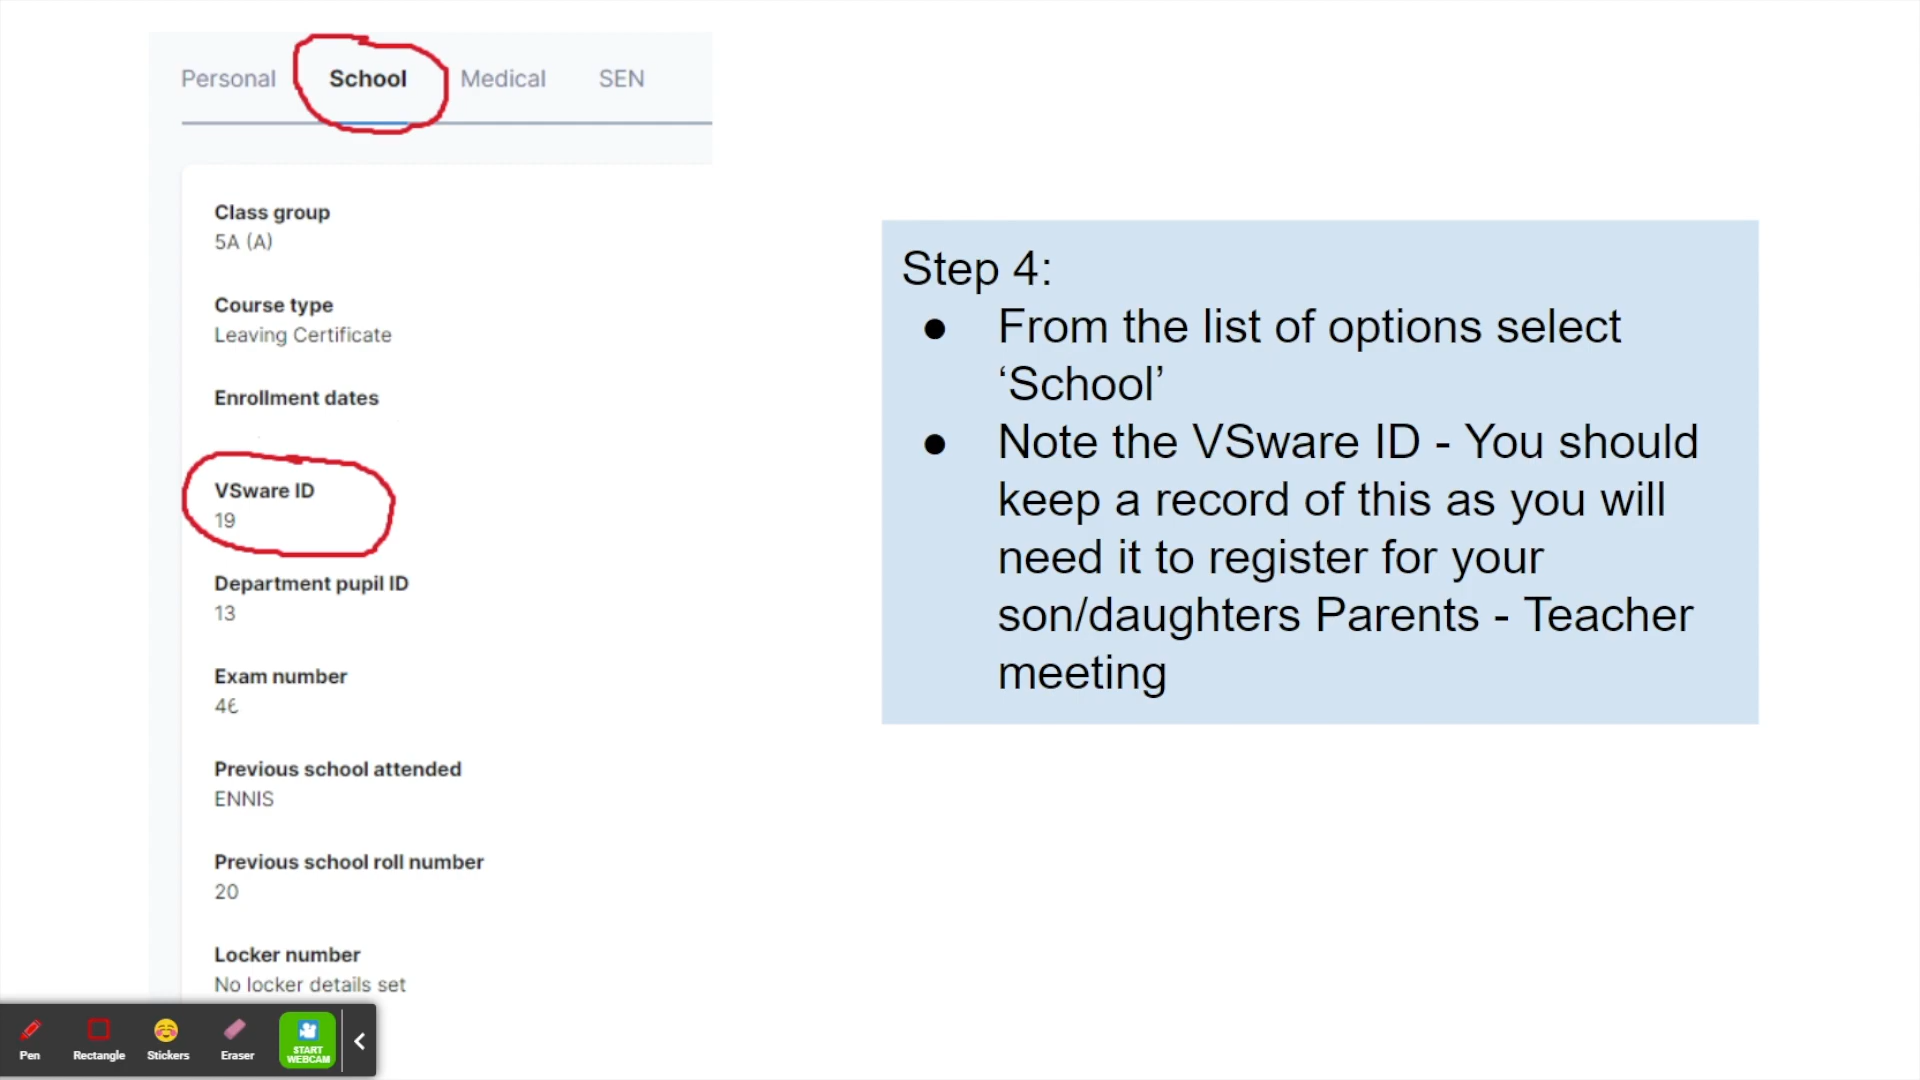 Personal School Medical SEN
Class group
5A (A)
Course type
Leaving Certificate
Enrollment dates
VSware ID
19
Department pupil ID
13
Exam number
46
Previous school attended
ENNIS
Previous school roll number
20
Locker number
No locker details set
Step 4:
● From the list of options select
‘School’
● Note the VSware ID - You should
keep a record of this as you will
need it to register for your
son/daughters Parents - Teacher
meeting
Pen Rectangle Stickers Eraser START
WEBCAM